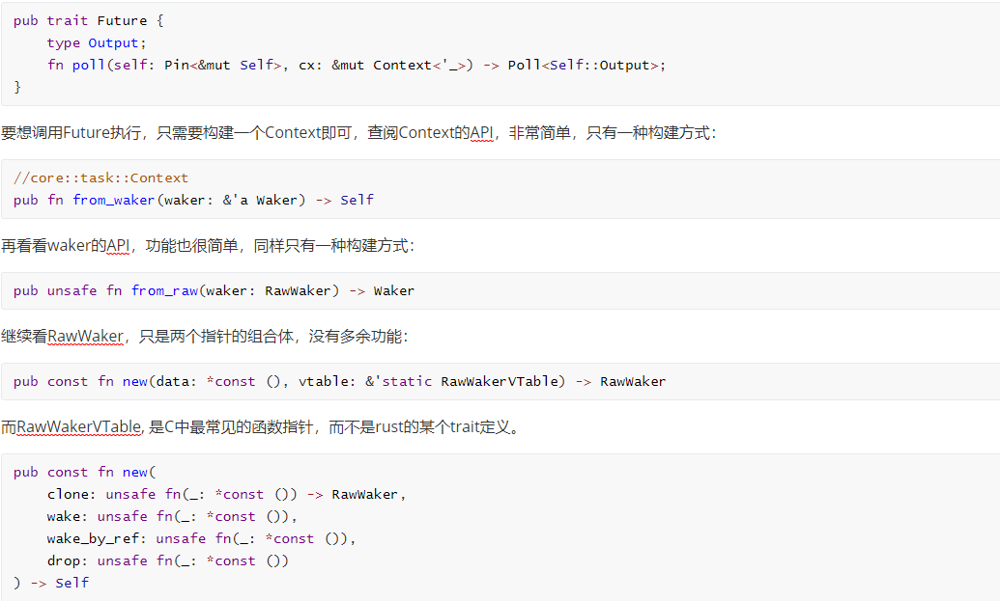 pub trait Future {
    type Output;
    fn poll(self: Pin<&mut Self>, cx: &mut Context<'_>) -> Poll<Self::Output>;
}
要想调用Future执行，只需要构建一个Context即可，查阅Context的API，非常简单，只有一种构建方式：
//core::task::Context
pub fn from_waker(waker: &'a Waker) -> Self
再看看waker的API，功能也很简单，同样只有一种构建方式：
pub unsafe fn from_raw(waker: RawWaker) -> Waker
继续看RawWaker，只是两个指针的组合体，没有多余功能：
pub const fn new(data: *const (), vtable: &'static RawWakerVTable) -> RawWaker
而RawWakerVTable, 是C中最常见的函数指针，而不是rust的某个trait定义。
pub const fn new(
    clone: unsafe fn(_: *const ()) -> RawWaker,
    wake: unsafe fn(_: *const ()),
    wake_by_ref: unsafe fn(_: *const ()),
    drop: unsafe fn(_: *const ())
) -> Self